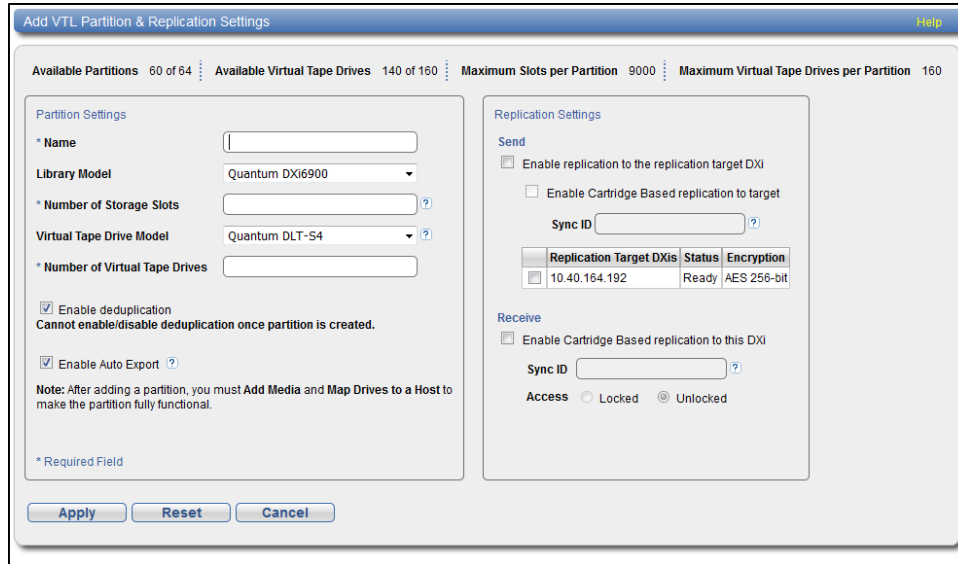 Add VTL Partition & Replication Settings
Help
Available Partitions 60 of 64 Available Virtual Tape Drives 140 of 160 Maximum Slots per Partition 9000 Maximum Virtual Tape Drives per Partition 160
Partition Settings
* Name
Library Model Quantum DXi6900
* Number of Storage Slots ?
Virtual Tape Drive Model Quantum DLT-S4 ?
* Number of Virtual Tape Drives
Enable deduplication
Cannot enable/disable deduplication once partition is created.
Enable Auto Export ?
Note: After adding a partition, you must Add Media and Map Drives to a Host to
make the partition fully functional.
* Required Field
Replication Settings
Send
Enable replication to the replication target DXi
Enable Cartridge Based replication to target
Sync ID ?
Replication Target DXis Status Encryption
10.40.164.192 Ready AES 256-bit
Receive
Enable Cartridge Based replication to this DXi
Sync ID ?
Access Locked Unlocked
Apply Reset Cancel